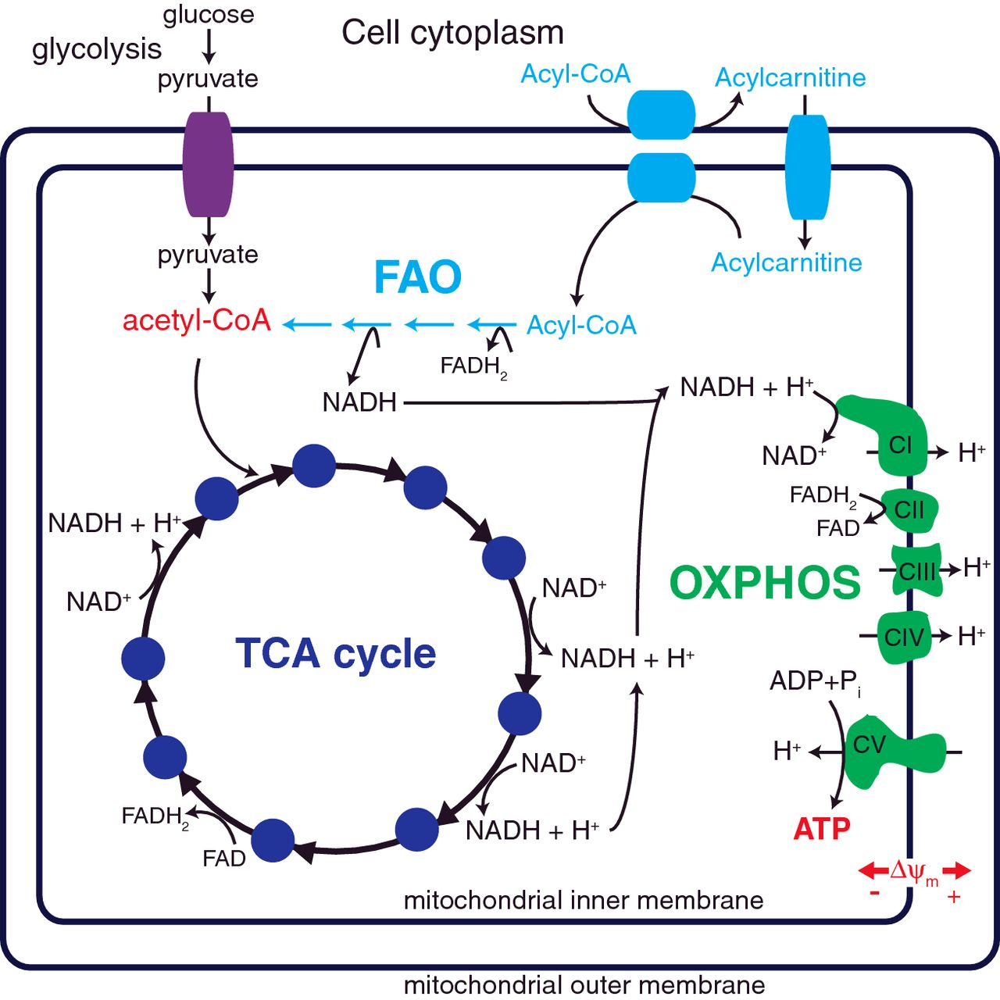 glucose
Cell cytoplasm
glycolysis
pyruvate
Acyl-CoA
Acylcarnitine
pyruvate
Acylcarnitine
FAO
acetyl-CoA
Acyl-CoA
FADH₂
NADH
NADH + H⁺
NAD⁺
CI
H⁺
FADH₂
FAD
CII
NADH + H⁺
NAD⁺
OXPHOS
CIII
H⁺
NAD⁺
TCA cycle
NADH + H⁺
CIV
H⁺
ADP+Pᵢ
H⁺
CV
NAD⁺
NADH + H⁺
FADH₂
FAD
ATP
Δψₘ
- +
mitochondrial inner membrane
mitochondrial outer membrane